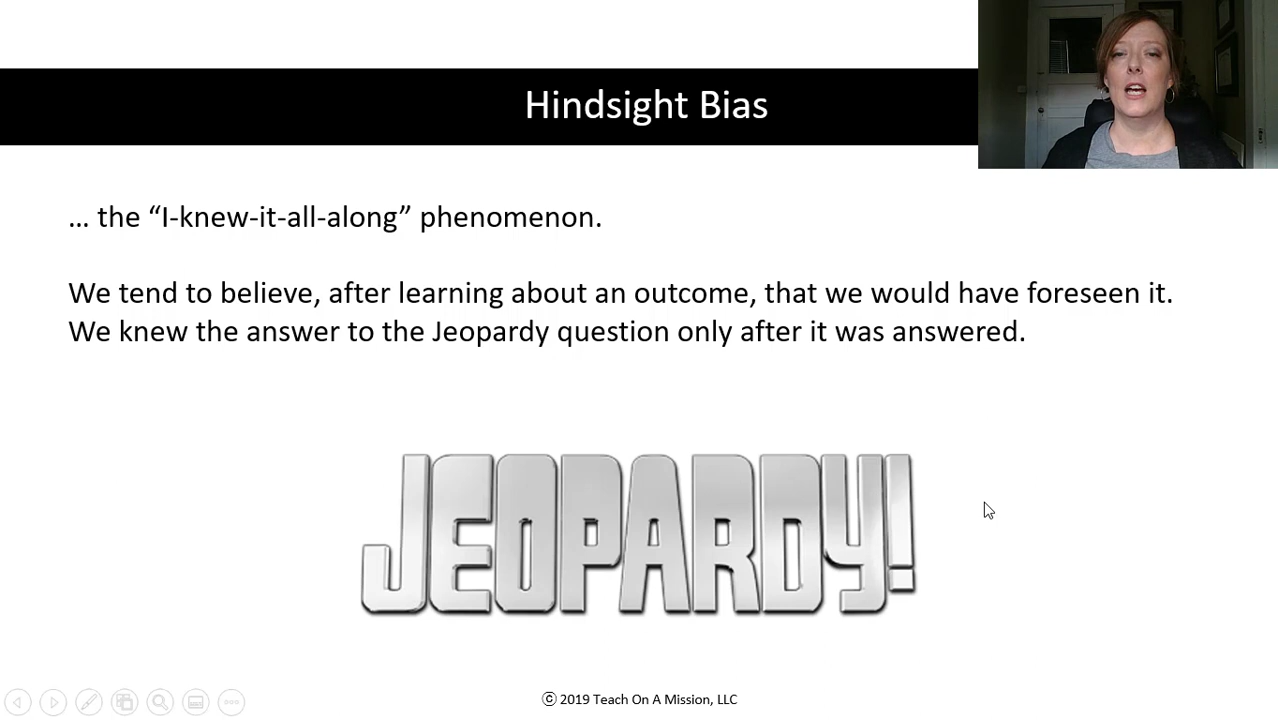 Hindsight Bias
… the “I-knew-it-all-along” phenomenon.
We tend to believe, after learning about an outcome, that we would have foreseen it.
We knew the answer to the Jeopardy question only after it was answered.
JEOPARDY!
© 2019 Teach On A Mission, LLC